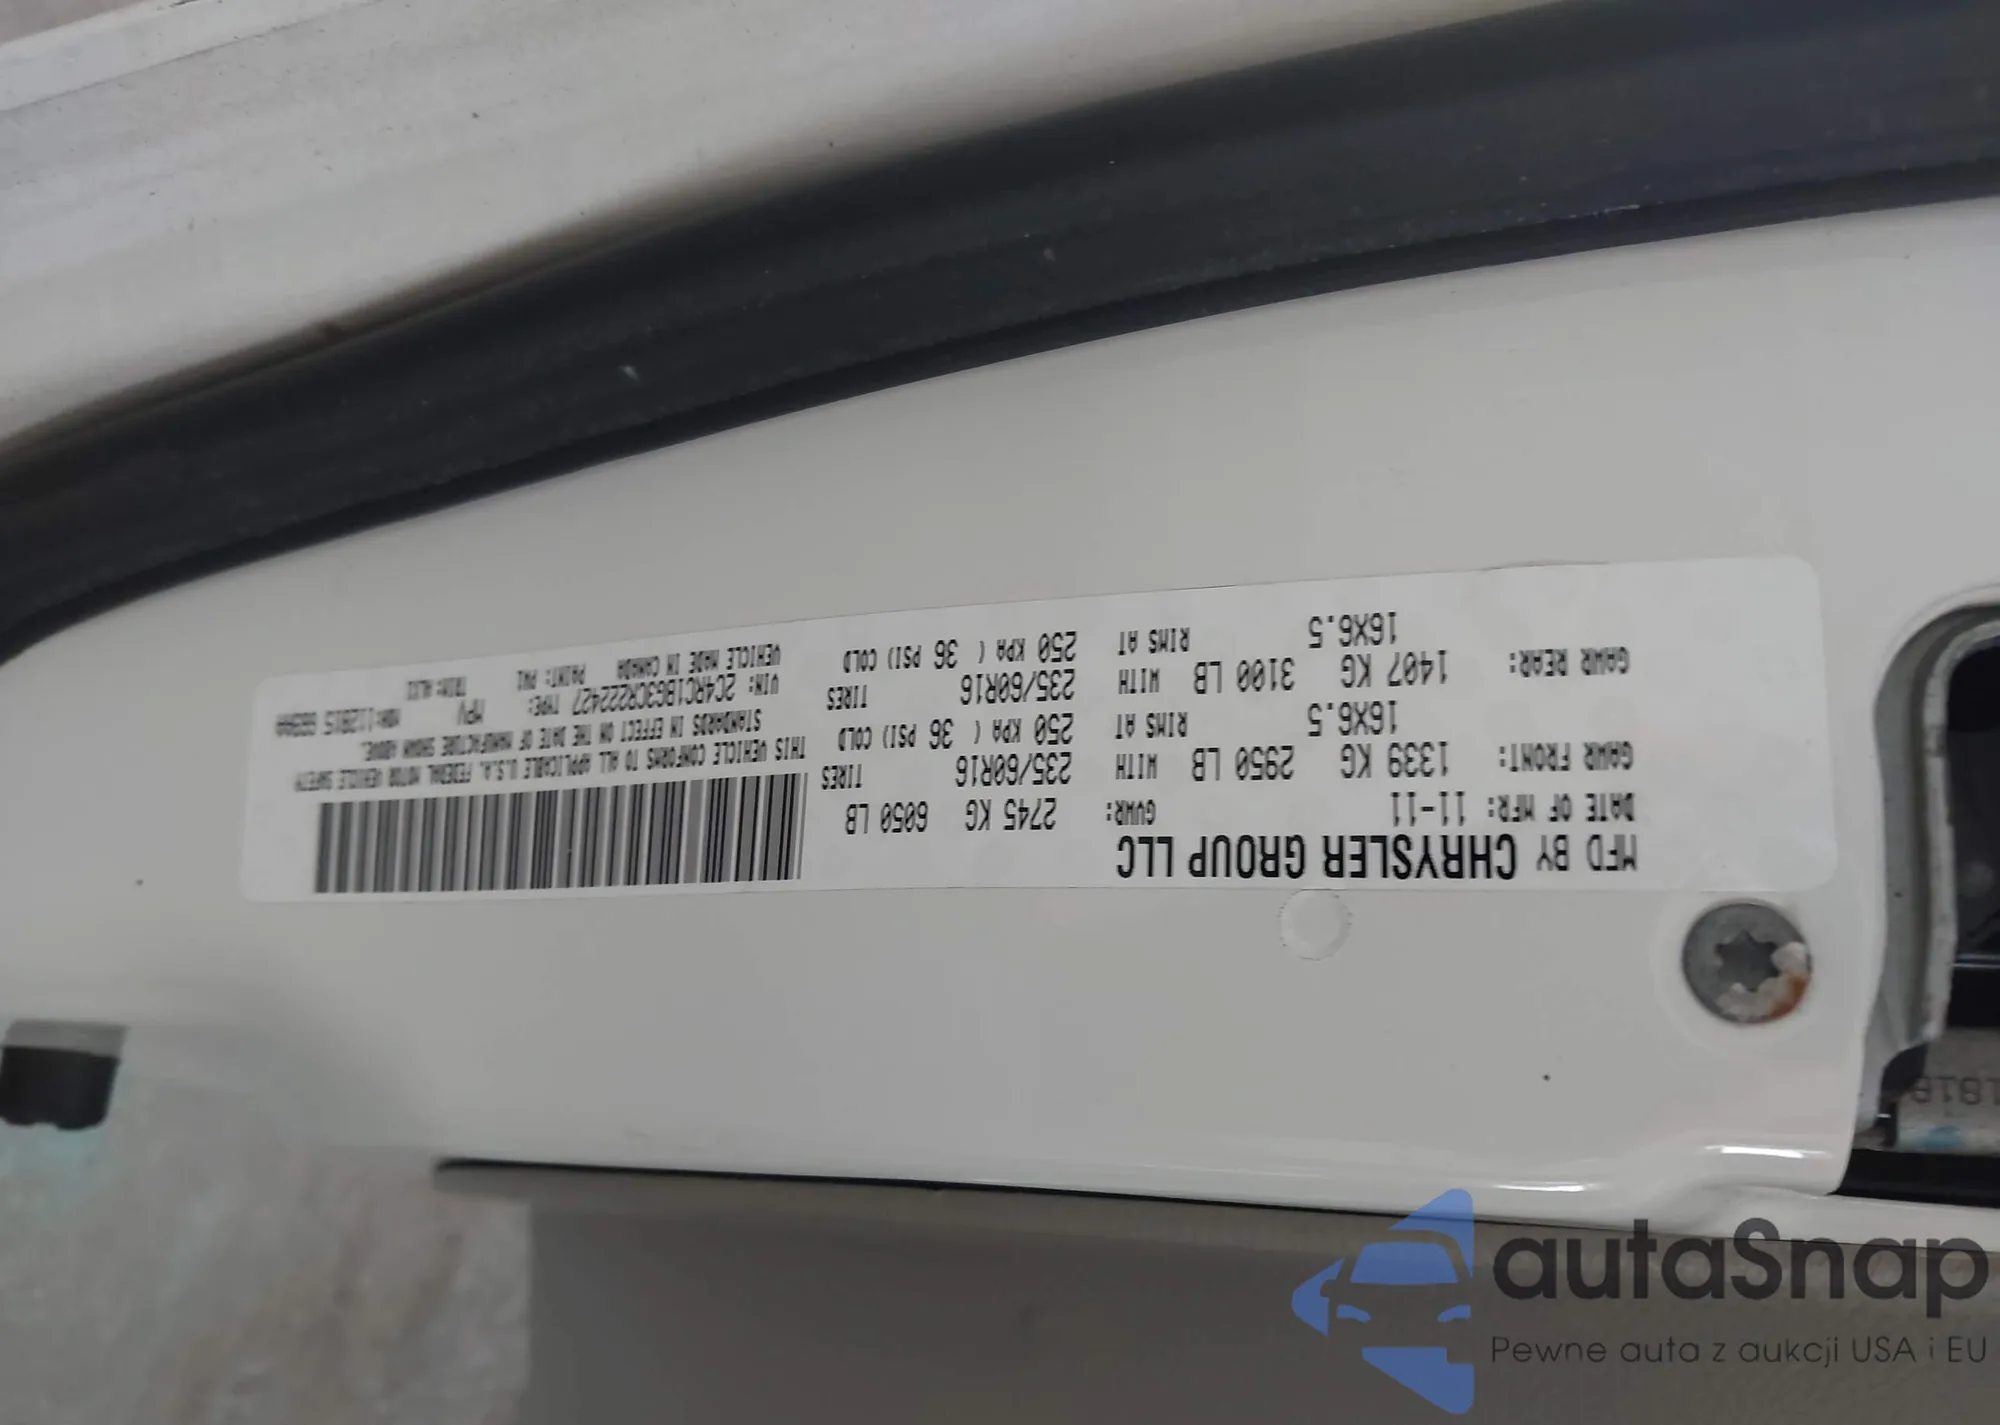 MFD BY CHRYSLER GROUP LLC
DATE OF MFR: 11-11 GVWR: 2745 KG 6050 LB
GAWR FRONT: 1339 KG 2950 LB WITH 235/60R16 TIRES
16X6.5 RIMS AT 250 KPA ( 36 PSI) COLD
GAWR REAR: 1407 KG 3100 LB WITH 235/60R16 TIRES
16X6.5 RIMS AT 250 KPA ( 36 PSI) COLD
THIS VEHICLE CONFORMS TO ALL APPLICABLE U.S.A. FEDERAL MOTOR VEHICLE SAFETY
STANDARDS IN EFFECT ON THE DATE OF MANUFACTURE SHOWN ABOVE.
VIN: 2C4RC1BG3CR222427 TYPE: MPV
VEHICLE MADE IN CANADA PAINT: PW1 TRIM:
autaSnap
Pewne auta z aukcji USA i EU